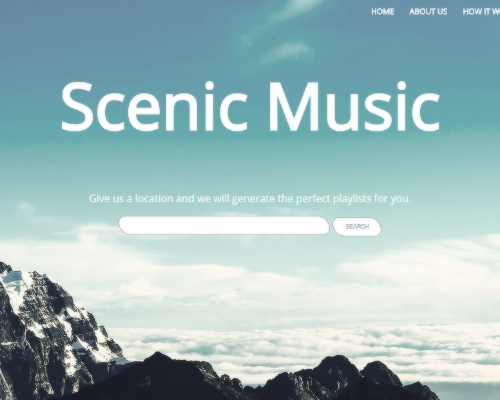 HOME ABOUT US HOW IT
Scenic Music
Give us a location and we will generate the perfect playlists for you.
SEARCH